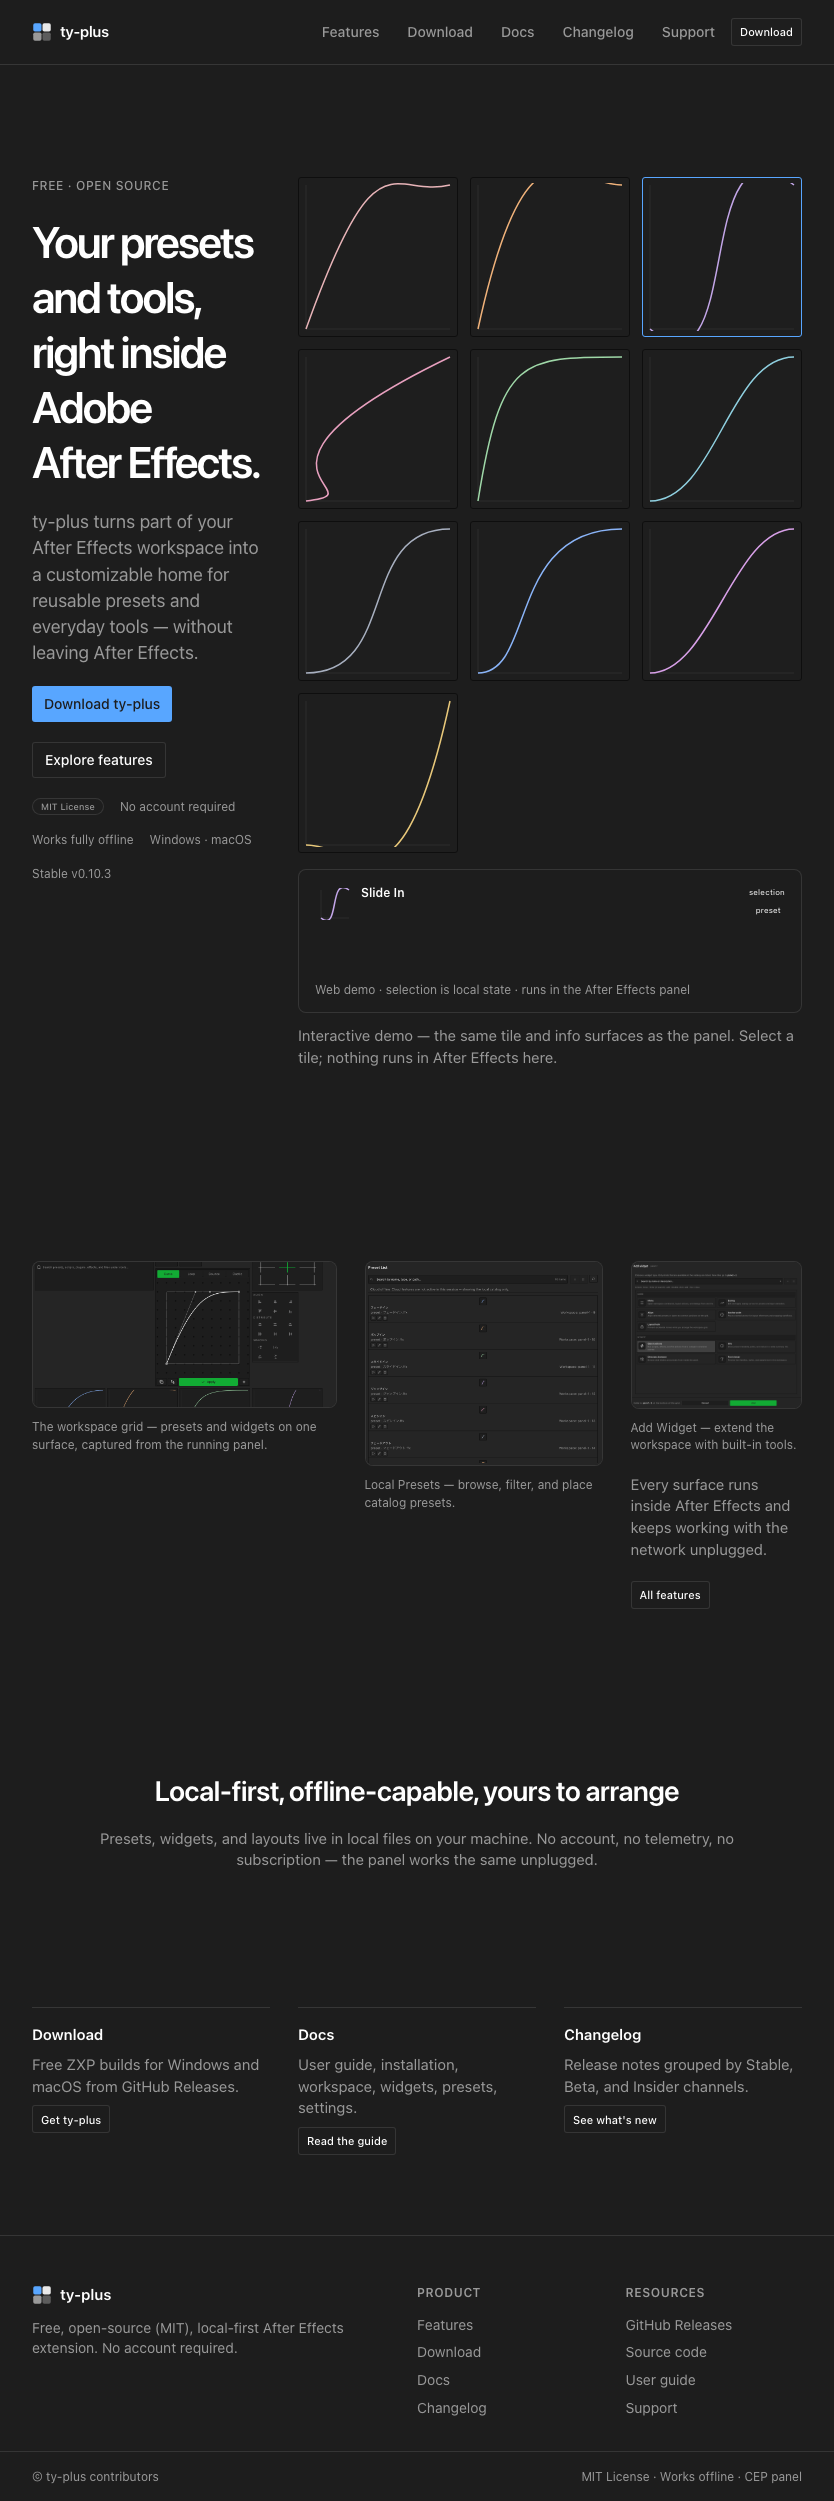 ty-plus
Features
Download
Docs
Changelog
Support
Download
FREE · OPEN SOURCE
Your presets
and tools,
right inside
Adobe
After Effects.
ty-plus turns part of your
After Effects workspace into
a customizable home for
reusable presets and
everyday tools — without
leaving After Effects.
Download ty-plus
Explore features
MIT License
No account required
Works fully offline
Windows · macOS
Stable v0.10.3
Slide In
selection
preset
Web demo · selection is local state · runs in the After Effects panel
Interactive demo — the same tile and info surfaces as the panel. Select a
tile; nothing runs in After Effects here.
The workspace grid — presets and widgets on one
surface, captured from the running panel.
Preset List
Local Presets — browse, filter, and place
catalog presets.
Add Widget — extend the
workspace with built-in tools.
Every surface runs
inside After Effects and
keeps working with the
network unplugged.
All features
Local-first, offline-capable, yours to arrange
Presets, widgets, and layouts live in local files on your machine. No account, no telemetry, no
subscription — the panel works the same unplugged.
Download
Free ZXP builds for Windows and
macOS from GitHub Releases.
Get ty-plus
Docs
User guide, installation,
workspace, widgets, presets,
settings.
Read the guide
Changelog
Release notes grouped by Stable,
Beta, and Insider channels.
See what's new
ty-plus
Free, open-source (MIT), local-first After Effects
extension. No account required.
PRODUCT
Features
Download
Docs
Changelog
RESOURCES
GitHub Releases
Source code
User guide
Support
© ty-plus contributors
MIT License · Works offline · CEP panel